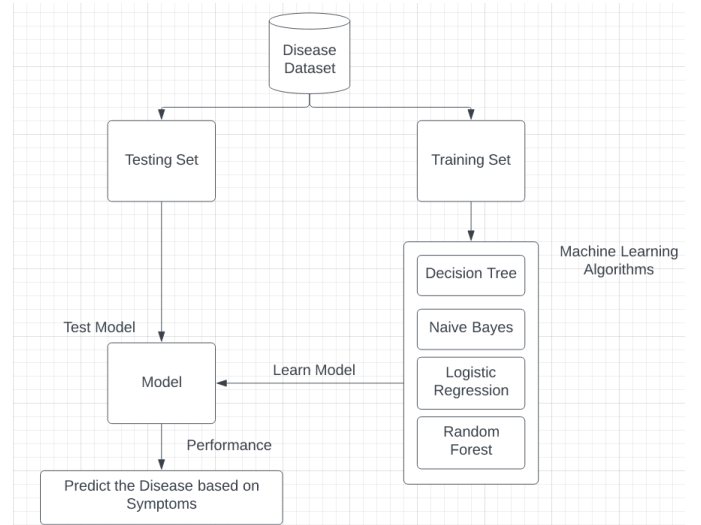 Disease
Dataset
Testing Set
Training Set
Machine Learning
Algorithms
Decision Tree
Naive Bayes
Logistic
Regression
Random
Forest
Test Model
Model
Learn Model
Performance
Predict the Disease based on
Symptoms